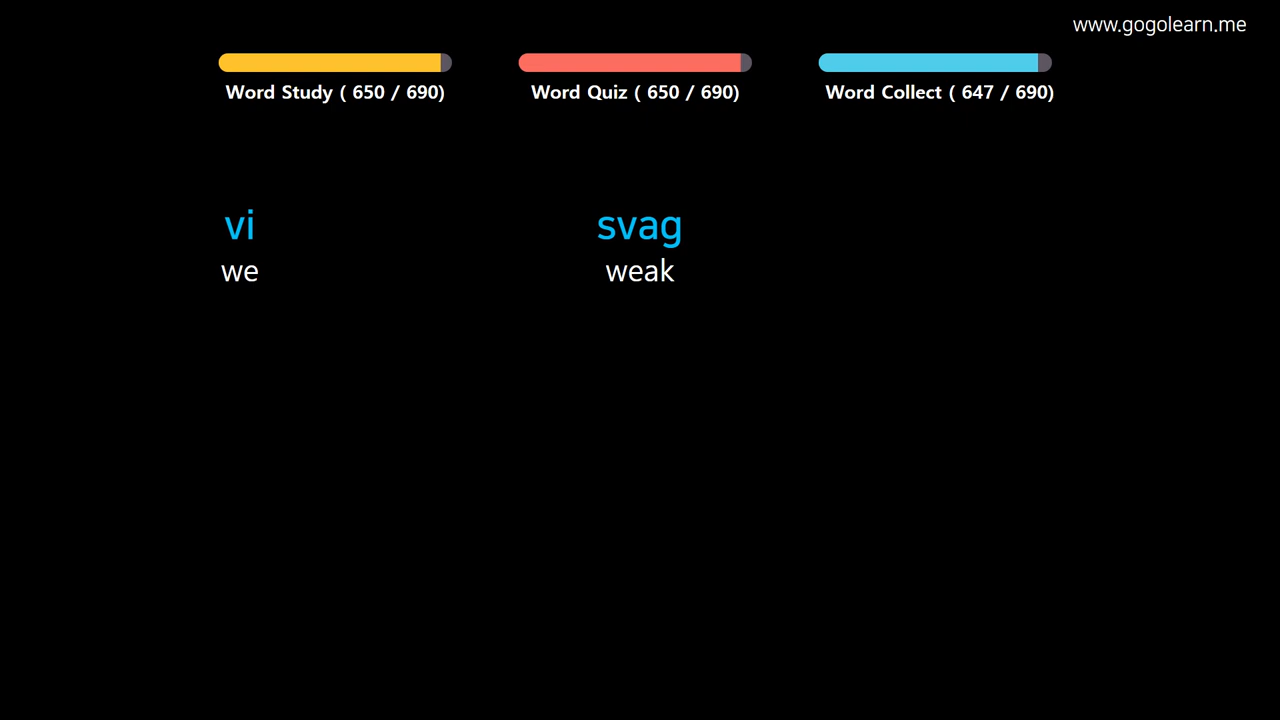 www.gogolearn.me
Word Study ( 650 / 690)
Word Quiz ( 650 / 690)
Word Collect ( 647 / 690)
vi
we
svag
weak